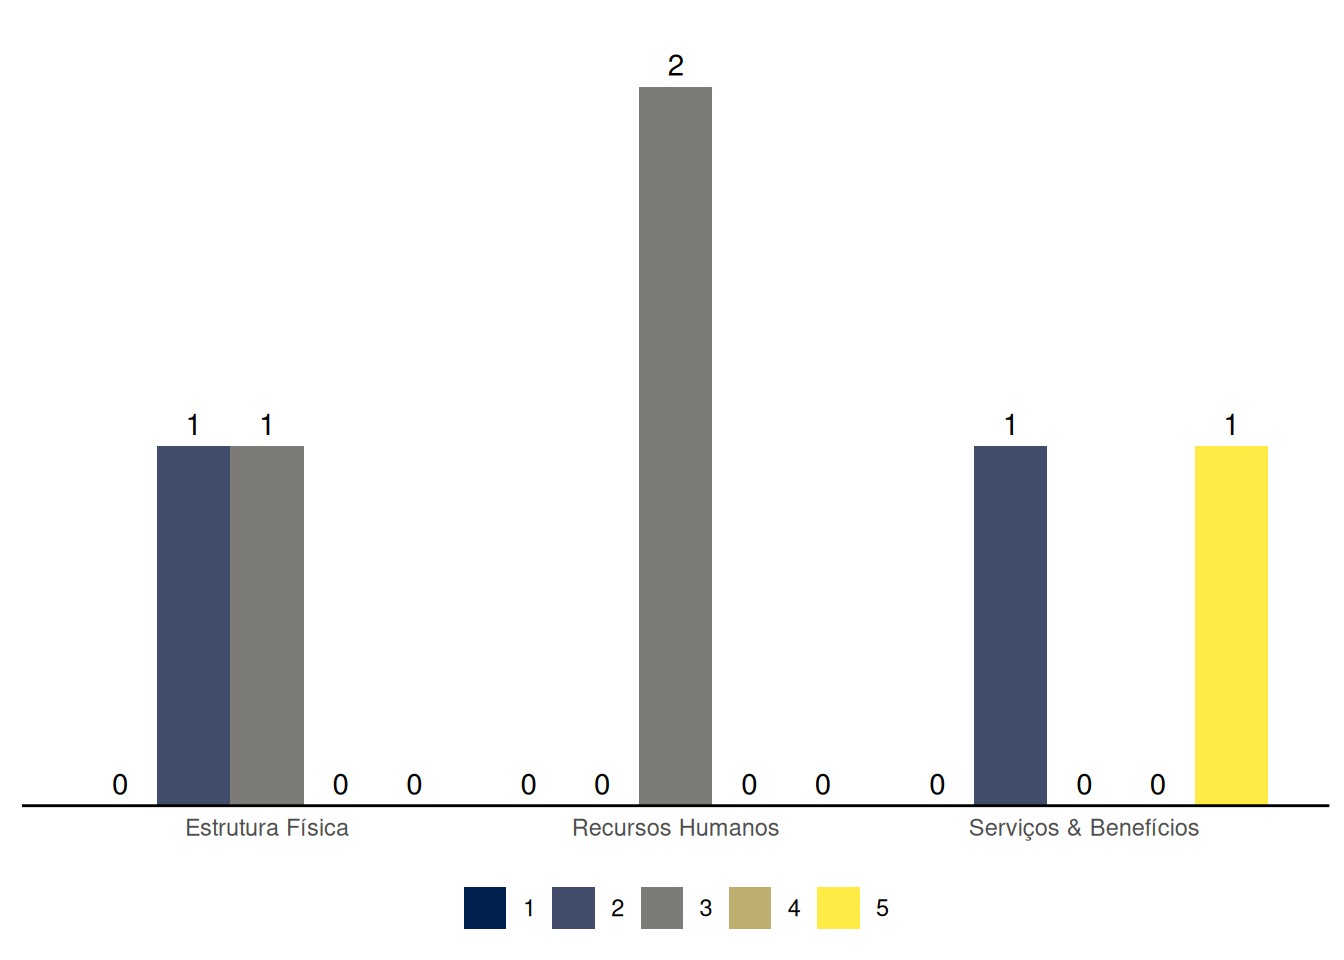 2
1 1 1 1
0 0 0 0 0 0 0 0 0 0
Estrutura Física Recursos Humanos Serviços & Benefícios
1 2 3 4 5